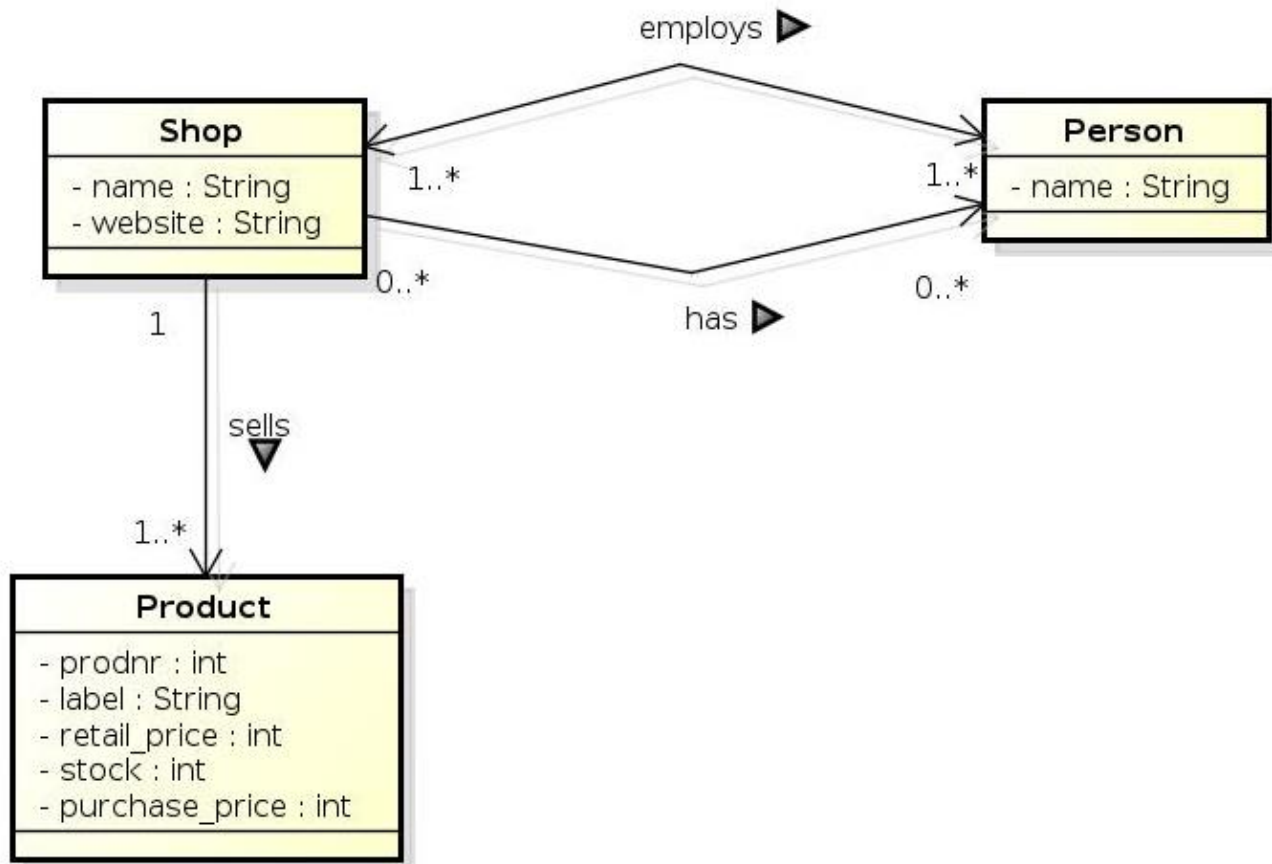 employs
Shop
- name : String
- website : String
Person
- name : String
1..*
1..*
0..*
0..*
has
1
sells
1..*
Product
- prodnr : int
- label : String
- retail_price : int
- stock : int
- purchase_price : int